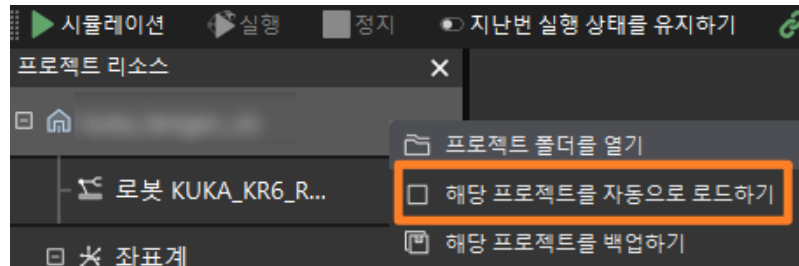 시뮬레이션 실행 정지 지난번 실행 상태를 유지하기
프로젝트 리소스
프로젝트 폴더를 열기
로봇 KUKA_KR6_R...
해당 프로젝트를 자동으로 로드하기
해당 프로젝트를 백업하기
좌표계